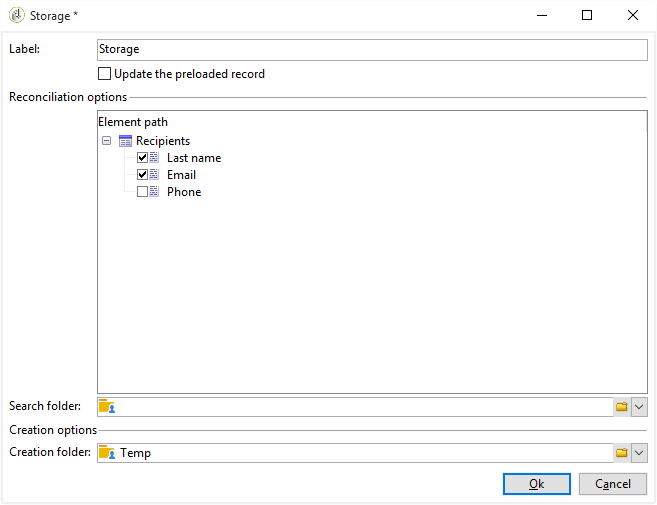 Storage *
Label:
Storage
Update the preloaded record
Reconciliation options
Element path
Recipients
Last name
Email
Phone
Search folder:
Creation options
Creation folder:
Temp
Ok
Cancel